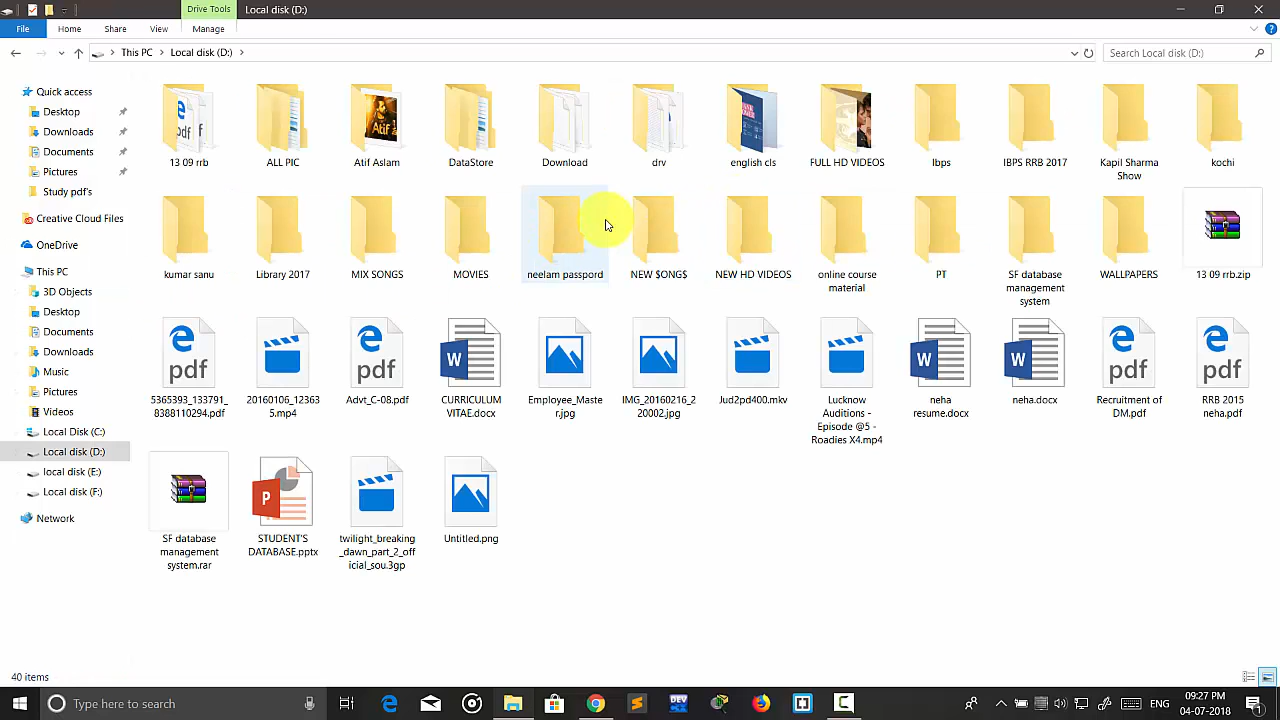 Drive Tools
Local disk (D:)
File
Home
Share
View
Manage
This PC
Local disk (D:)
Search Local disk (D:)
Quick access
Desktop
Downloads
Documents
Pictures
Study pdf's
Creative Cloud Files
OneDrive
This PC
3D Objects
Desktop
Documents
Downloads
Music
Pictures
Videos
Local Disk (C:)
Local disk (D:)
local disk (E:)
Local disk (F:)
Network
13 09 rrb
ALL PIC
Atif Aslam
DataStore
Download
drv
english cls
FULL HD VIDEOS
Ibps
IBPS RRB 2017
Kapil Sharma
Show
kochi
kumar sanu
Library 2017
MIX SONGS
MOVIES
neelam passpord
NEW $ONG$
NEW HD VIDEOS
online course
material
PT
SF database
management
system
WALLPAPERS
13 09 rrb.zip
5365393_133791_
8388110294.pdf
20160106_12363
5.mp4
Advt_C-08.pdf
CURRICULUM
VITAE.docx
Employee_Maste
r.jpg
IMG_20160216_2
20002.jpg
Jud2pd400.mkv
Lucknow
Auditions -
Episode @5 -
Roadies X4.mp4
neha
resume.docx
neha.docx
Recruitment of
DM.pdf
RRB 2015
neha.pdf
SF database
management
system.rar
STUDENT'S
DATABASE.pptx
twilight_breaking
_dawn_part_2_off
icial_sou.3gp
Untitled.png
40 items
Type here to search
ENG
09:27 PM
04-07-2018